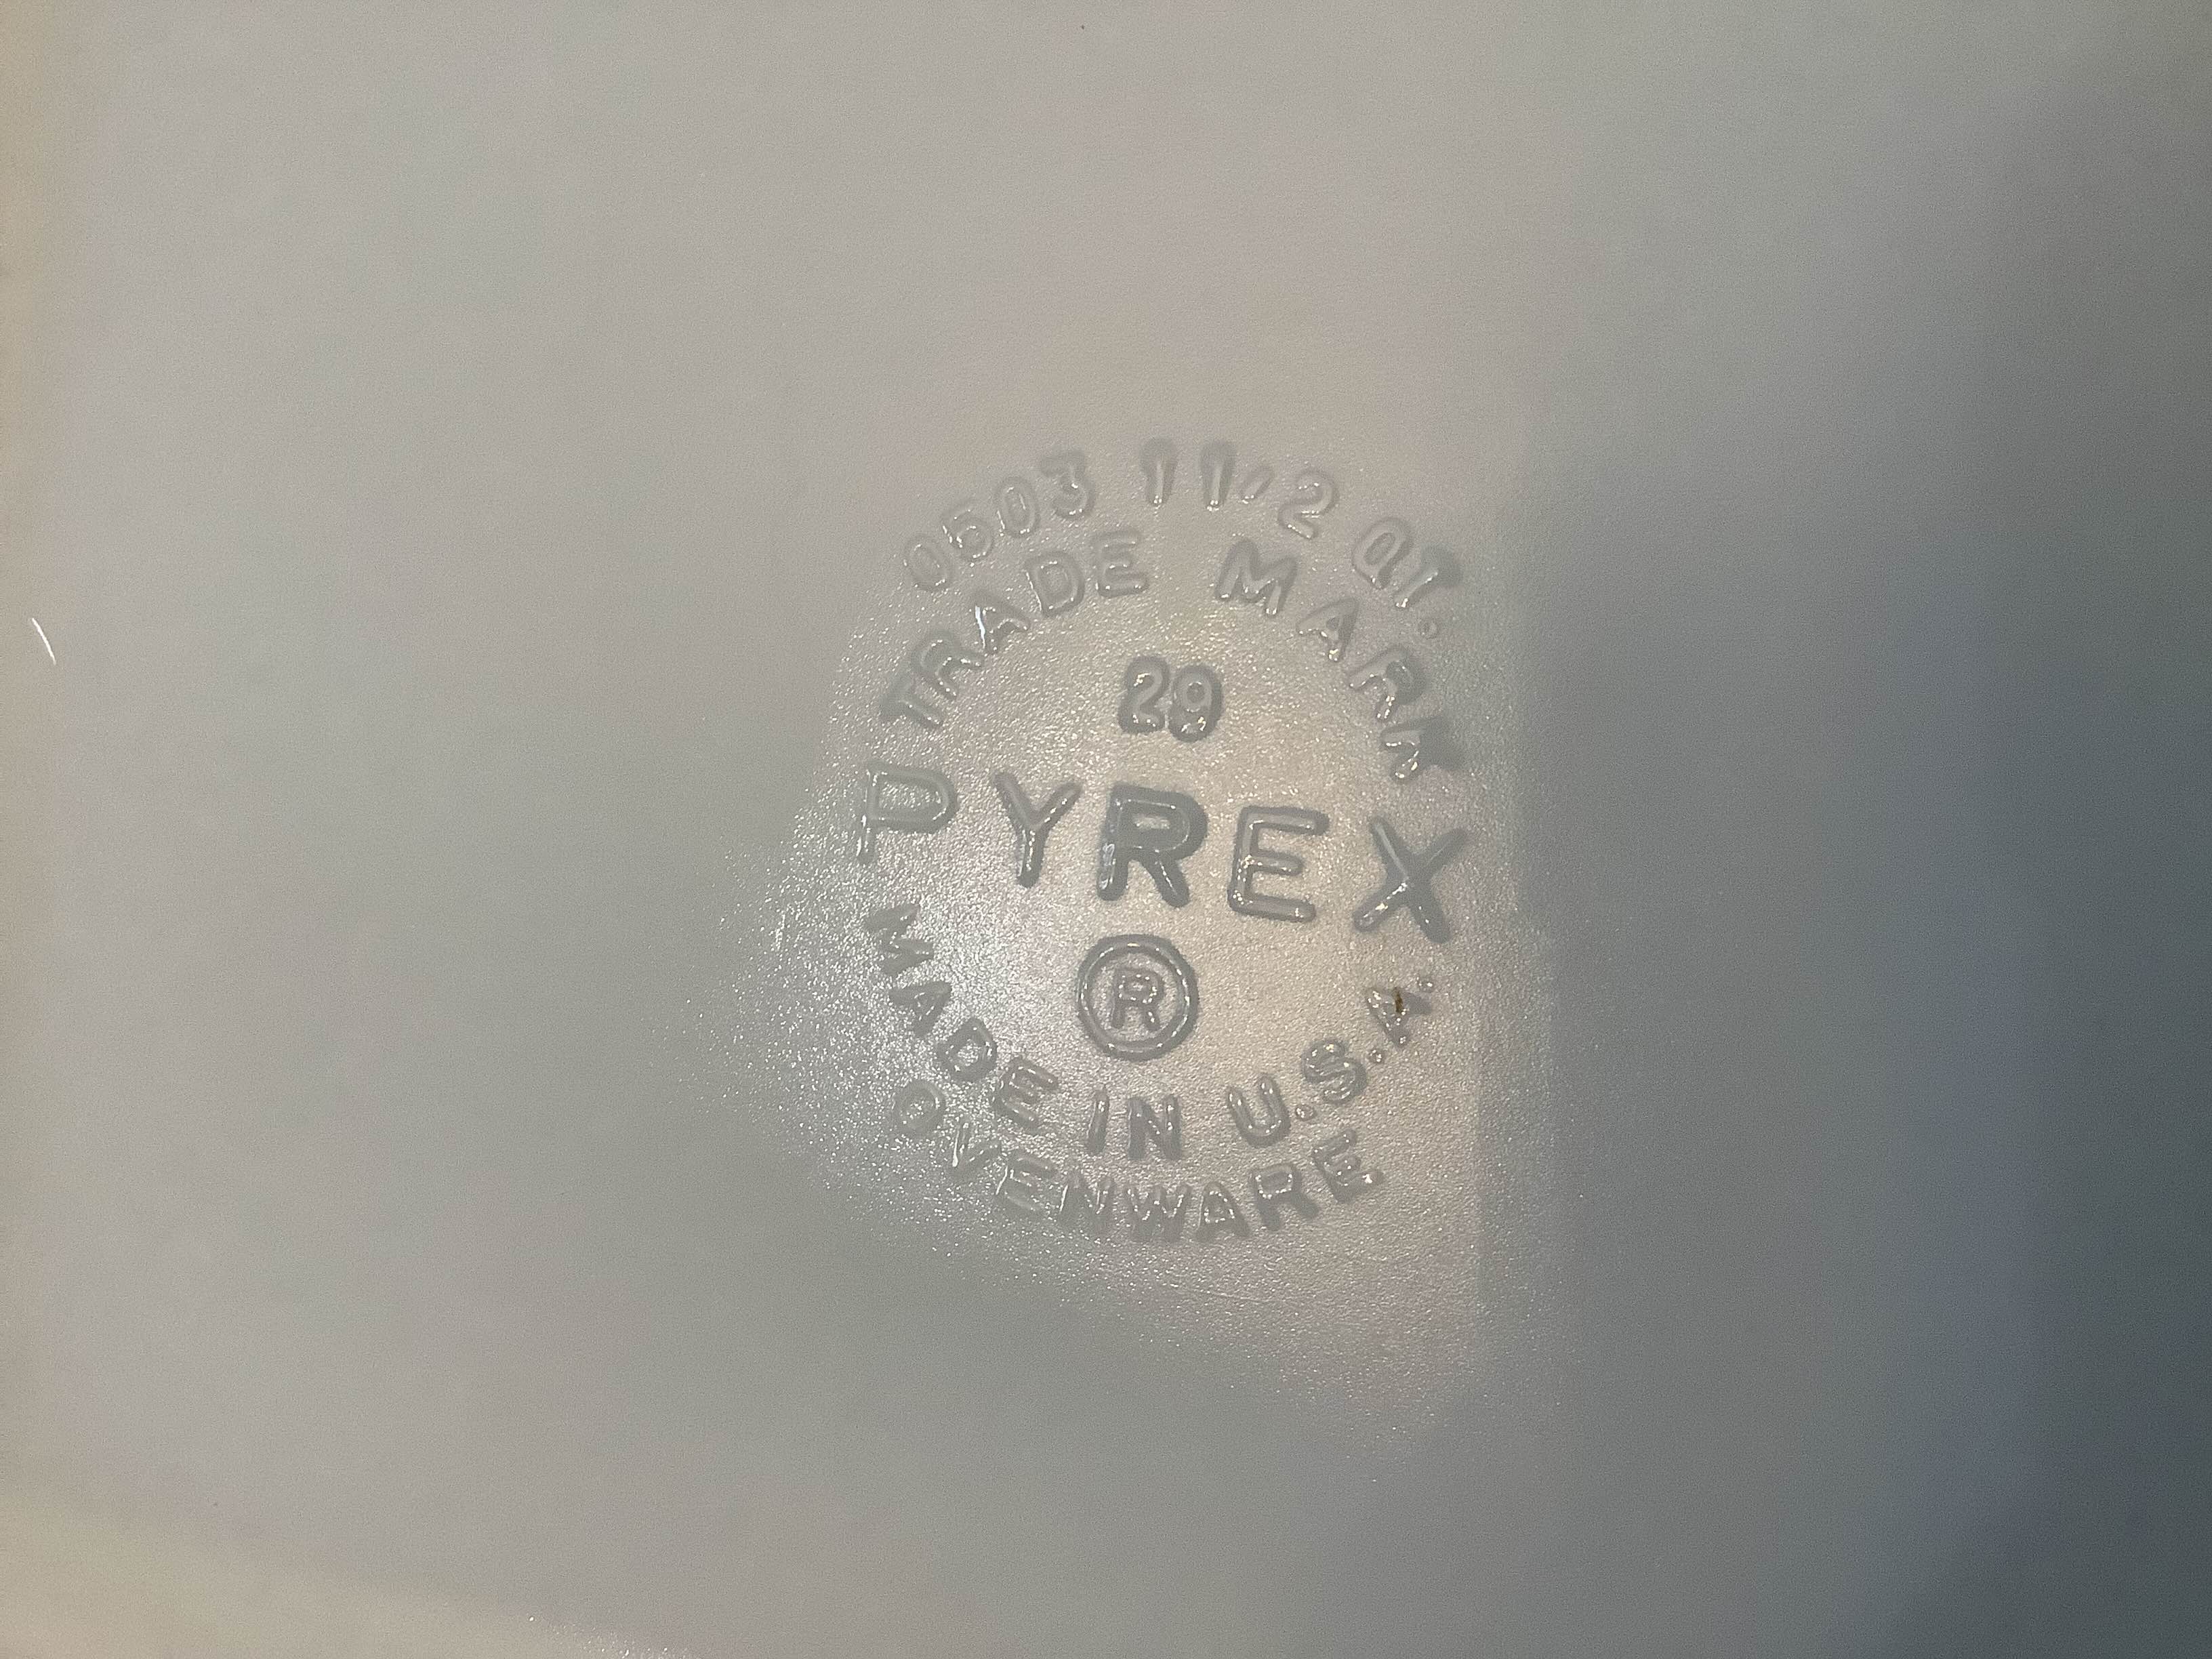 0503 1 1/2 QT.
TRADE MARK
29
PYREX
®
MADE IN U.S.A.
OVENWARE